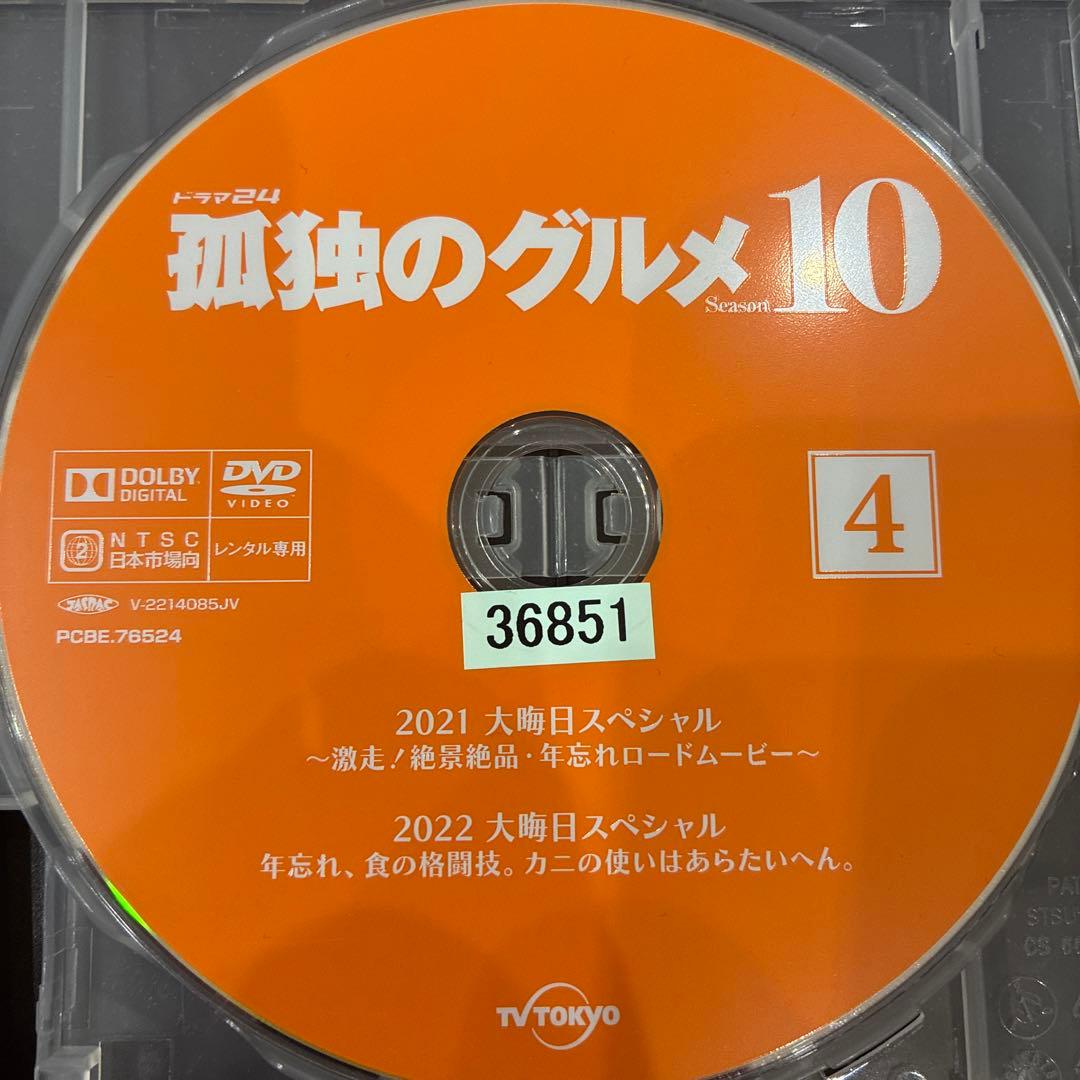 ドラマ24
孤独のグルメ Season 10
DOLBY DIGITAL
DVD VIDEO
2 NTSC 日本市場向
レンタル専用
JASRAC V-2214085JV
PCBE.76524
4
36851
2021 大晦日スペシャル
～激走！絶景絶品・年忘れロードムービー～
2022 大晦日スペシャル
年忘れ、食の格闘技。カニの使いはあらたいへん。
TV TOKYO